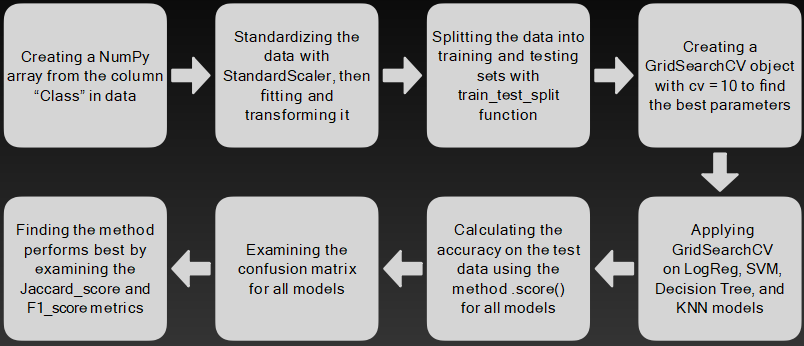 Creating a NumPy
array from the column
“Class” in data
Standardizing the
data with
StandardScaler, then
fitting and
transforming it
Splitting the data into
training and testing
sets with
train_test_split
function
Creating a
GridSearchCV object
with cv = 10 to find
the best parameters
Applying
GridSearchCV
on LogReg, SVM,
Decision Tree, and
KNN models
Calculating the
accuracy on the test
data using the
method .score()
for all models
Examining the
confusion matrix
for all models
Finding the method
performs best by
examining the
Jaccard_score and
F1_score metrics